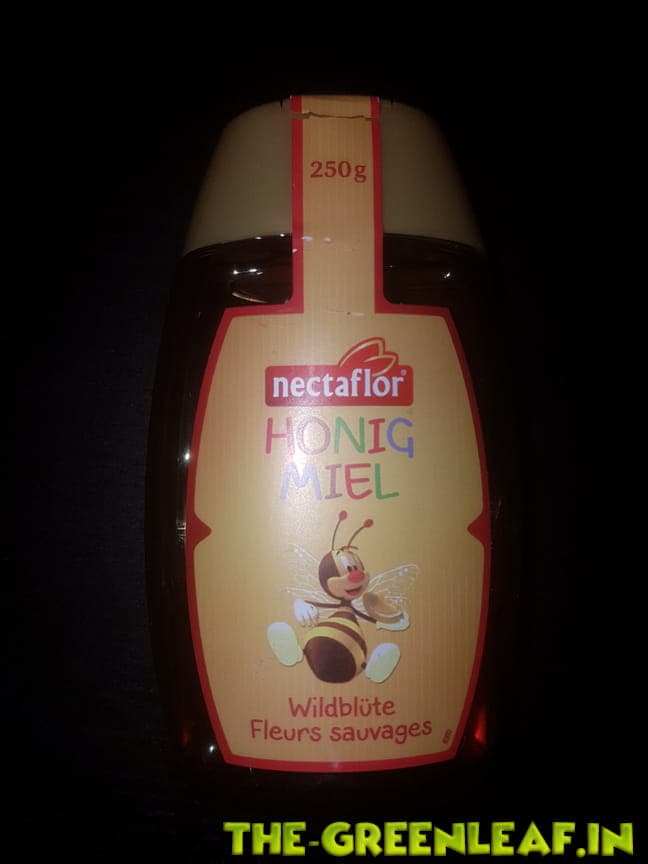 250g
nectaflor®
HONIG
MIEL
Wildblüte
Fleurs sauvages
THE-GREENLEAF.IN